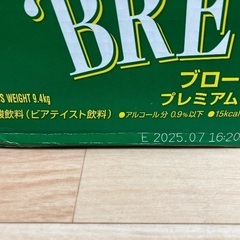 BRE
ブロー
プレミアム
S WEIGHT 9.4kg
酸飲料(ビアテイスト飲料) ●アルコール分 0.9%以下 ●15kcal
E 2025.07 16:20